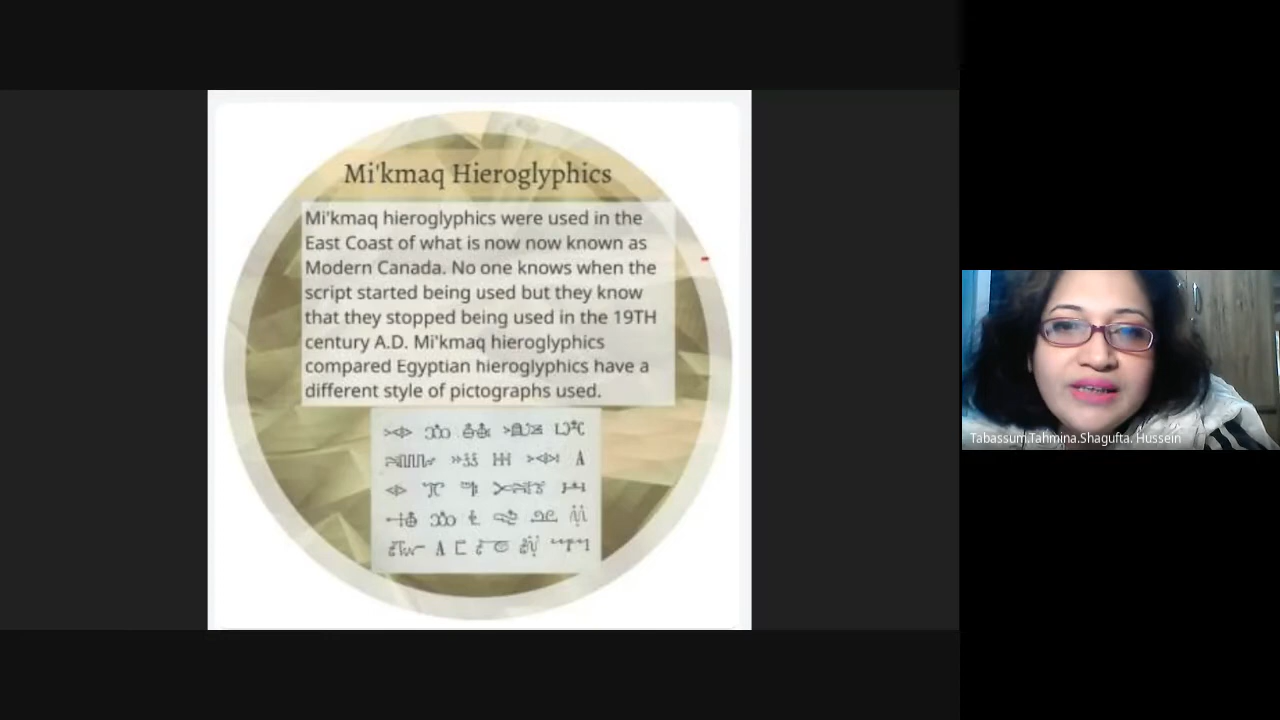 Mi'kmaq Hieroglyphics
Mi'kmaq hieroglyphics were used in the
East Coast of what is now now known as
Modern Canada. No one knows when the
script started being used but they know
that they stopped being used in the 19TH
century A.D. Mi'kmaq hieroglyphics
compared Egyptian hieroglyphics have a
different style of pictographs used.
Tabassum.Tahmina.Shagufta. Hussein